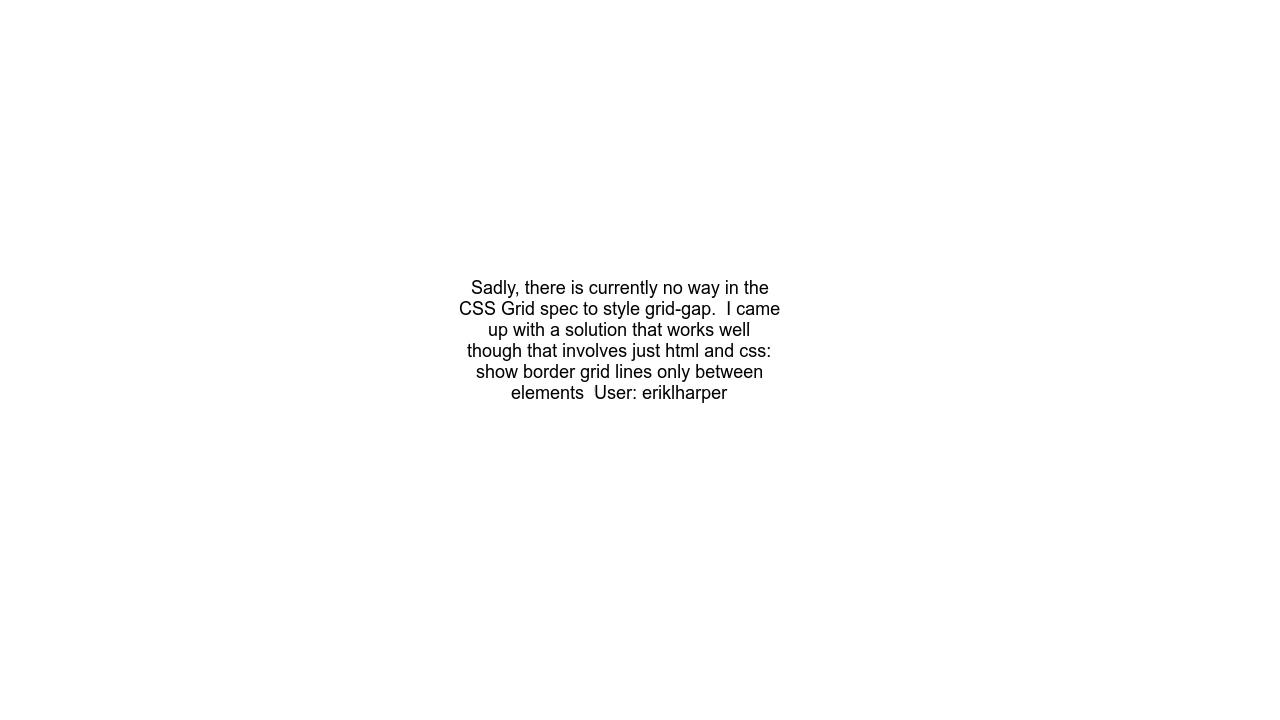 Sadly, there is currently no way in the
CSS Grid spec to style grid-gap.  I came
up with a solution that works well
though that involves just html and css:
show border grid lines only between
elements  User: eriklharper